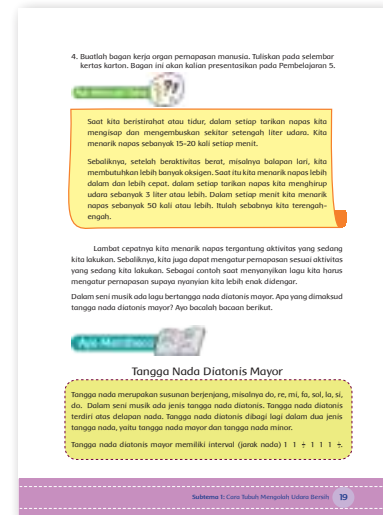 4. Buatlah bagan kerja organ pernapasan manusia. Tuliskan pada selembar
kertas karton. Bagan ini akan kalian presentasikan pada Pembelajaran 5.
Saat kita beristirahat atau tidur, dalam setiap tarikan napas kita
mengisap dan mengembuskan sekitar setengah liter udara. Kita
menarik napas sebanyak 15-20 kali setiap menit.
Sebaliknya, setelah beraktivitas berat, misalnya balapan lari, kita
membutuhkan lebih banyak oksigen. Saat itu kita menarik napas lebih
dalam dan lebih cepat. dalam setiap tarikan napas kita menghirup
udara sebanyak 3 liter atau lebih. Dalam setiap menit kita menarik
napas sebanyak 50 kali atau lebih. Itulah sebabnya kita terengah-
engah.
Lambat cepatnya kita menarik napas tergantung aktivitas yang sedang
kita lakukan. Sebaliknya, kita juga dapat mengatur pernapasan sesuai aktivitas
yang sedang kita lakukan. Sebagai contoh saat menyanyikan lagu kita harus
mengatur pernapasan supaya nyanyian kita lebih enak didengar.
Dalam seni musik ada lagu bertangga nada diatonis mayor. Apa yang dimaksud
tangga nada diatonis mayor? Ayo bacalah bacaan berikut.
Ayo Membaca
Tangga Nada Diatonis Mayor
Tangga nada merupakan susunan berjenjang, misalnya do, re, mi, fa, sol, la, si,
do. Dalam seni musik ada jenis tangga nada diatonis. Tangga nada diatonis
terdiri atas delapan nada. Tangga nada diatonis dibagi lagi dalam dua jenis
tangga nada, yaitu tangga nada mayor dan tangga nada minor.
Tangga nada diatonis mayor memiliki interval (jarak nada) 1 1 ½ 1 1 1 ½.
Subtema 1: Cara Tubuh Mengolah Udara Bersih 19